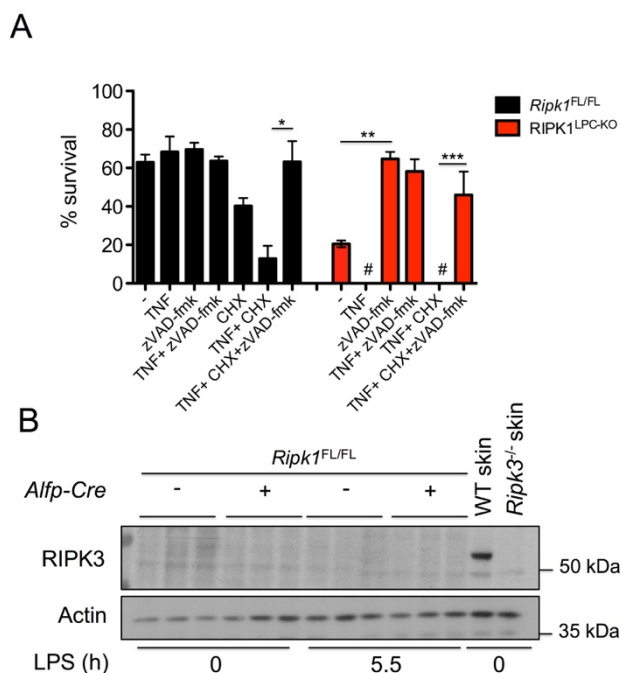 A
100
80
60
40
20
0
% survival
*
**
***
#
#
Ripk1FL/FL
RIPK1LPC-KO
-
TNF
zVAD-fmk
TNF+ zVAD-fmk
CHX
TNF+ CHX
TNF+ CHX+zVAD-fmk
-
TNF
zVAD-fmk
TNF+ zVAD-fmk
TNF+ CHX
TNF+ CHX+zVAD-fmk
B
Ripk1FL/FL
WT skin
Ripk3-/- skin
Alfp-Cre - + - +
RIPK3
50 kDa
Actin
35 kDa
LPS (h) 0 5.5 0